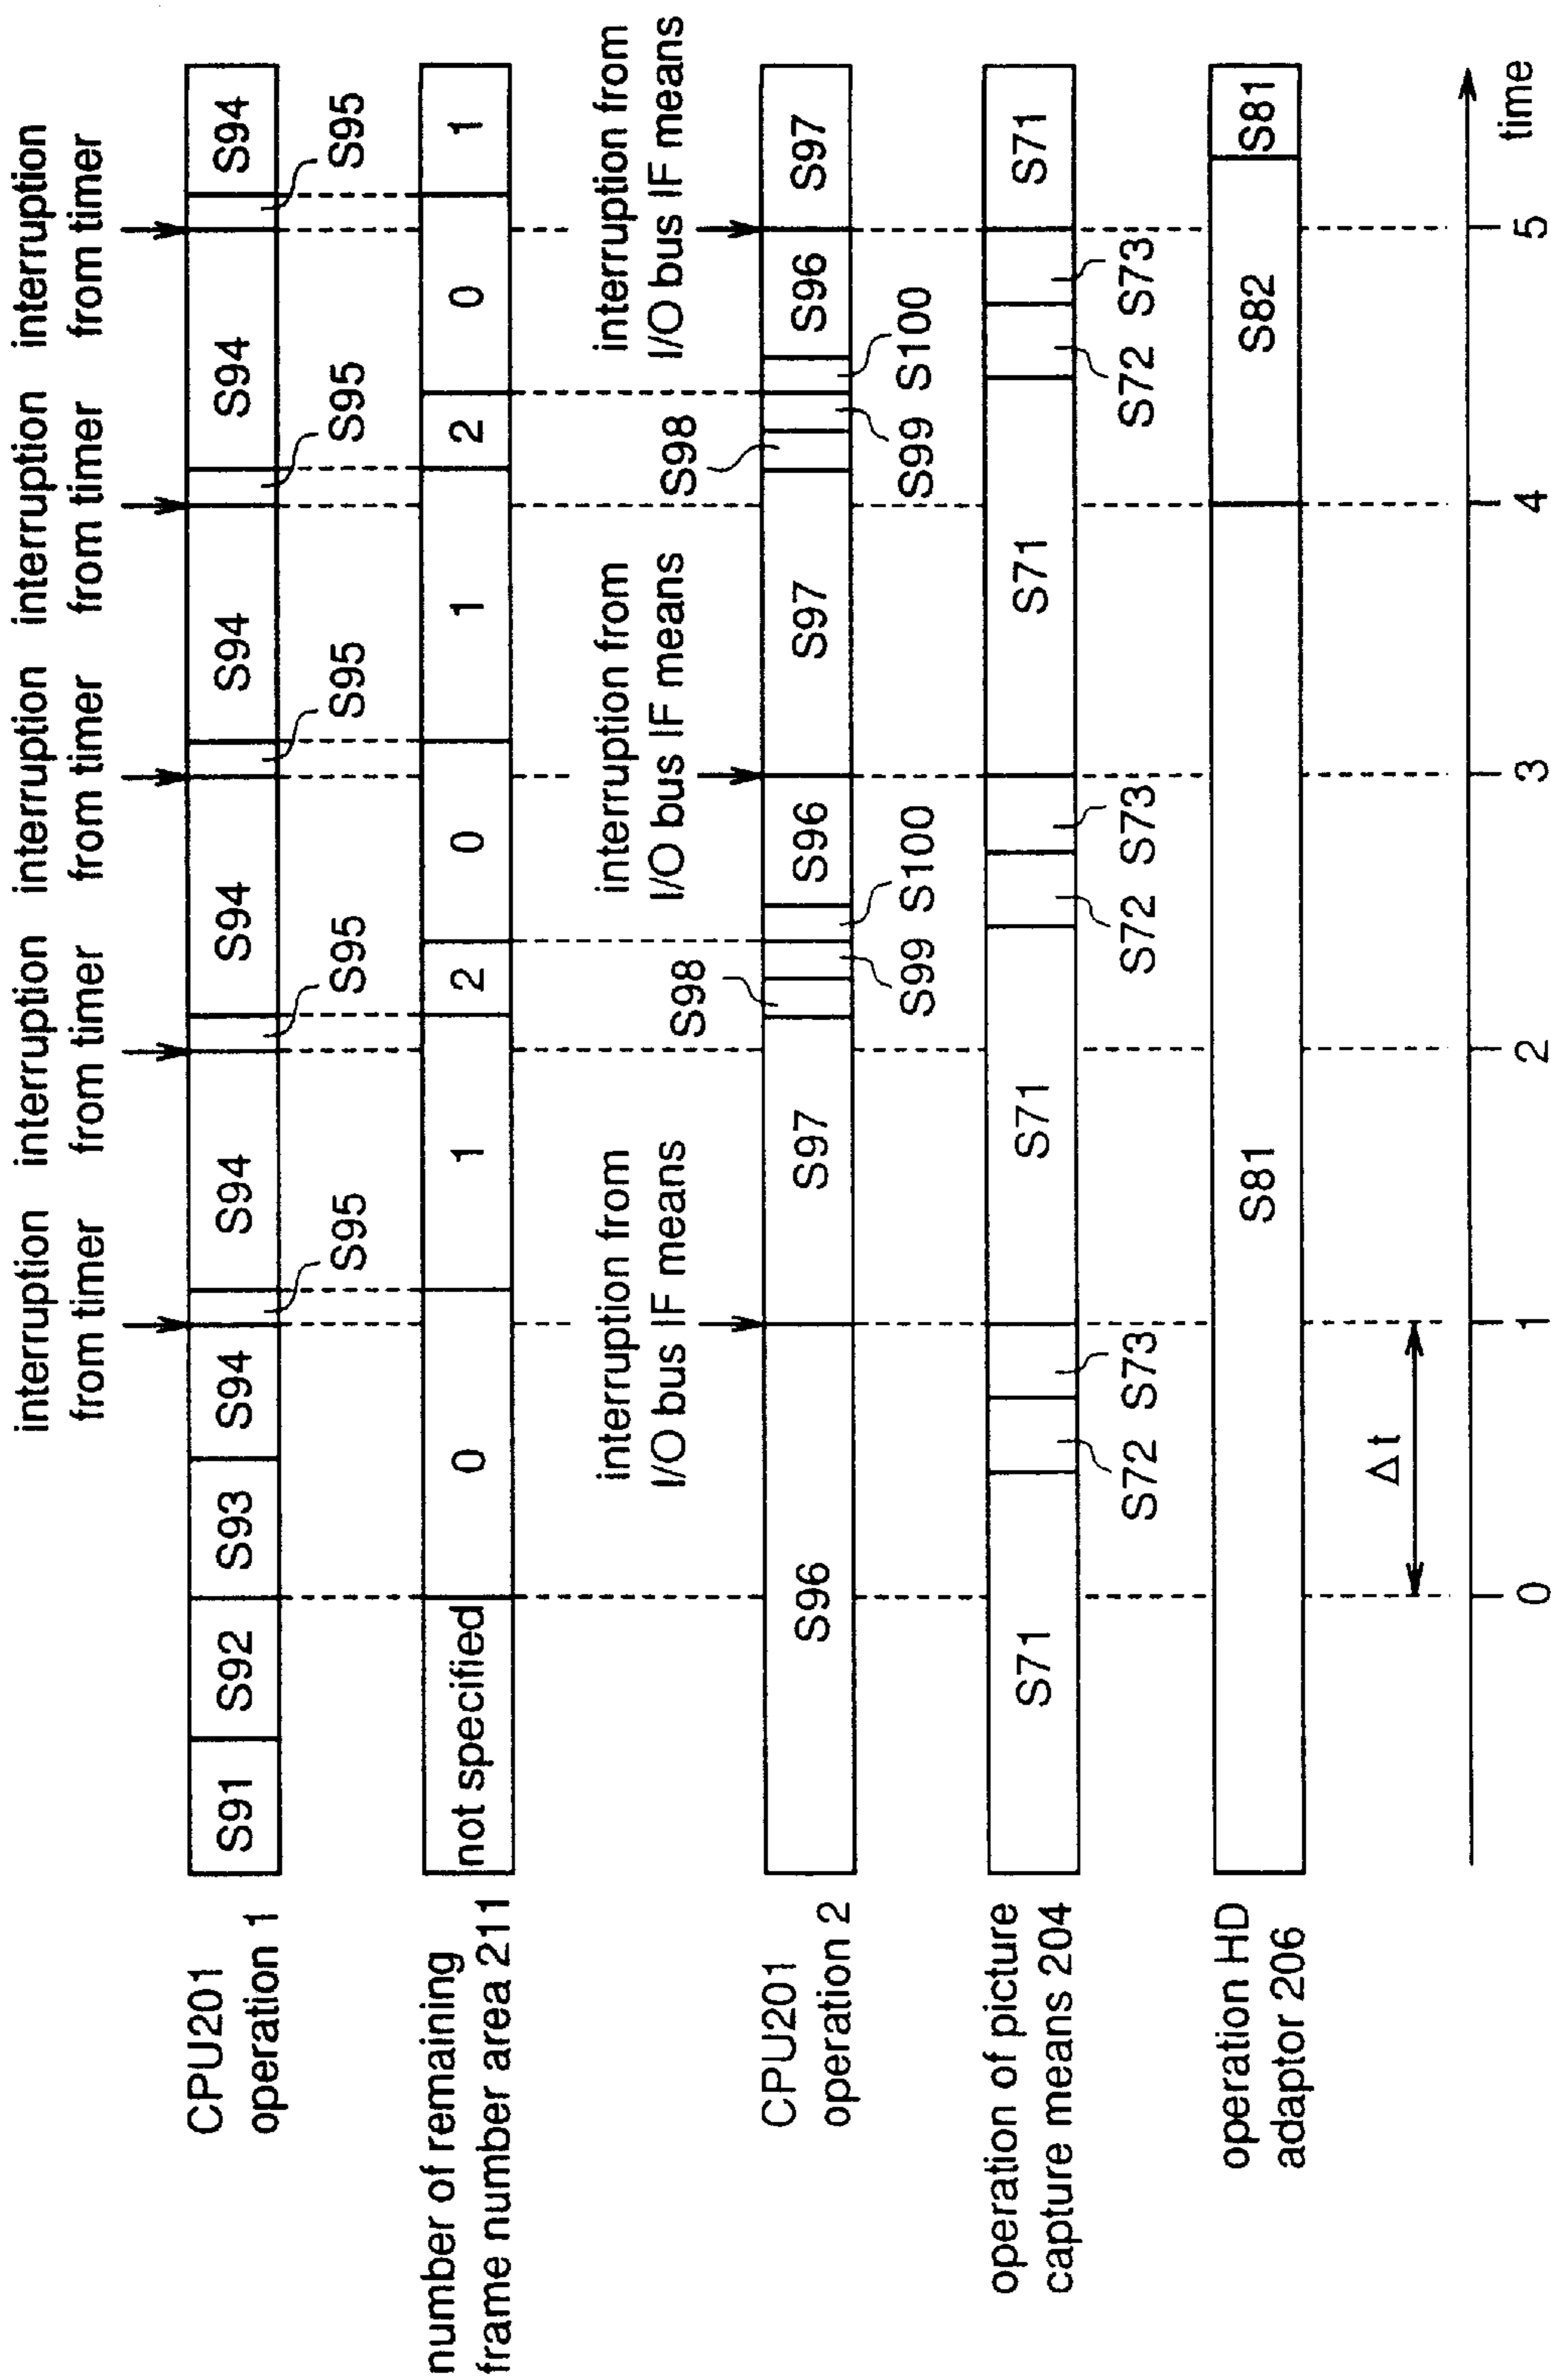 interruption interruption interruption interruption interruption
from timer from timer from timer from timer from timer
CPU201
operation 1
S91 S92 S93 S94 S94 S94 S94 S94 S94
S95 S95 S95 S95 S95
number of remaining
frame number area 211
not specified 0 1 2 0 1 2 0 1
interruption from interruption from interruption from
I/O bus IF means I/O bus IF means I/O bus IF means
S98 S98
CPU201
operation 2
S96 S97 S96 S97 S96 S97
S99 S100 S99 S100
operation of picture
capture means 204
S71 S71 S71 S71
S72 S73 S72 S73 S72 S73
operation HD
adaptor 206
S81 S82 S81
Δt
0 1 2 3 4 5 time